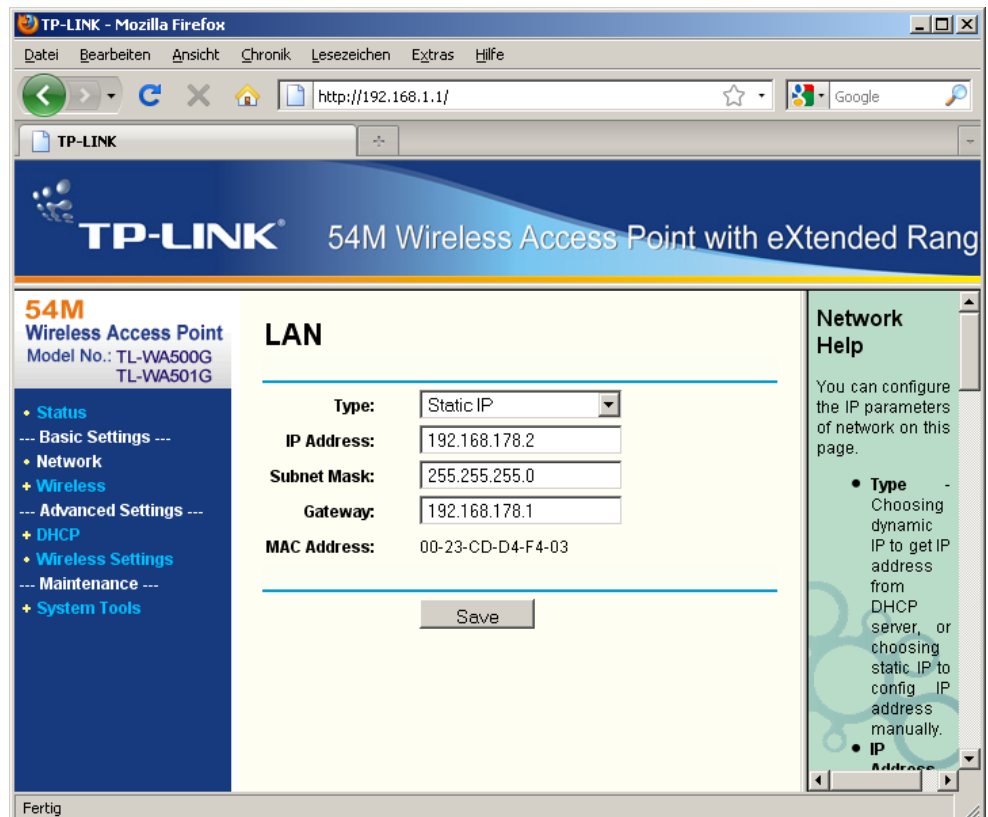 TP-LINK - Mozilla Firefox
Datei Bearbeiten Ansicht Chronik Lesezeichen Extras Hilfe
http://192.168.1.1/
Google
TP-LINK
TP-LINK® 54M Wireless Access Point with eXtended Rang
54M
Wireless Access Point
Model No.: TL-WA500G
TL-WA501G
• Status
--- Basic Settings ---
• Network
+ Wireless
--- Advanced Settings ---
+ DHCP
• Wireless Settings
--- Maintenance ---
+ System Tools
LAN
Type: Static IP
IP Address: 192.168.178.2
Subnet Mask: 255.255.255.0
Gateway: 192.168.178.1
MAC Address: 00-23-CD-D4-F4-03
Save
Network
Help
You can configure
the IP parameters
of network on this
page.
• Type -
Choosing
dynamic
IP to get IP
address
from
DHCP
server, or
choosing
static IP to
config IP
address
manually.
• IP
Address
Fertig